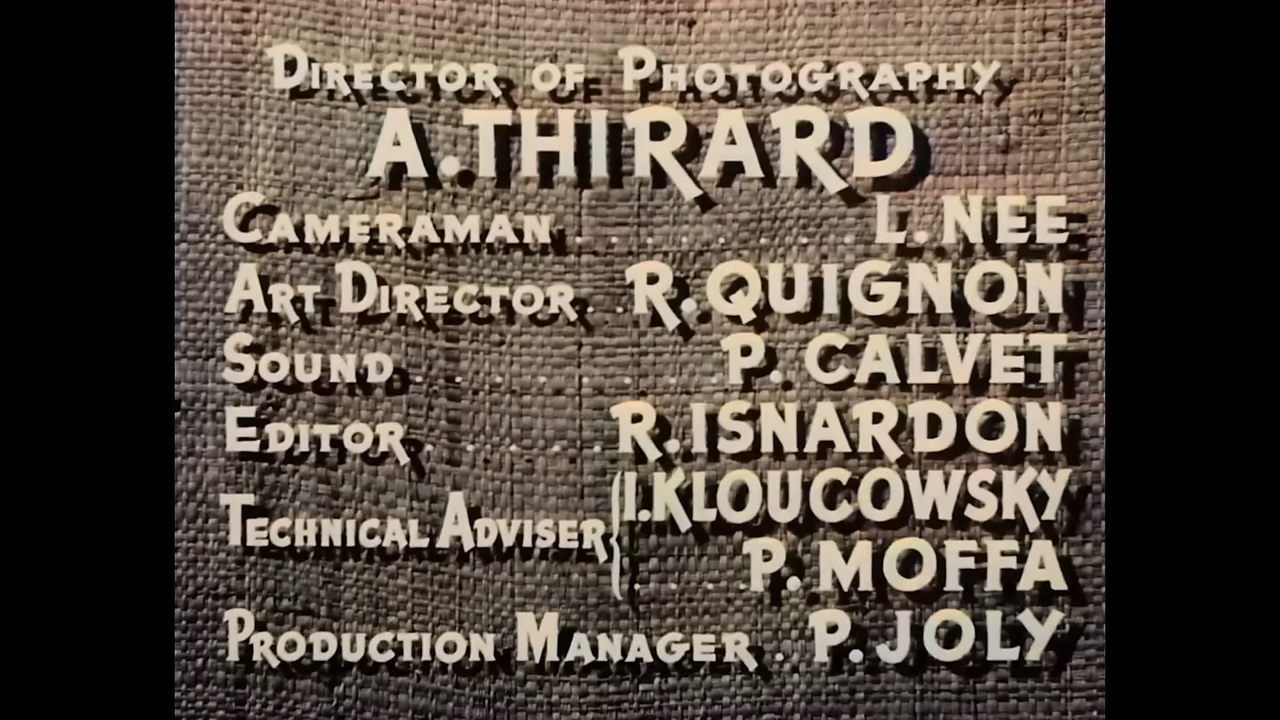 DIRECTOR OF PHOTOGRAPHY
A. THIRARD
CAMERAMAN . . . . . . . . L. NEE
ART DIRECTOR . . R. QUIGNON
SOUND . . . . . . . . . P. CALVET
EDITOR . . . . . . R. ISNARDON
TECHNICAL ADVISER { I. KLOUCOWSKY
. . . P. MOFFA
PRODUCTION MANAGER . P. JOLY